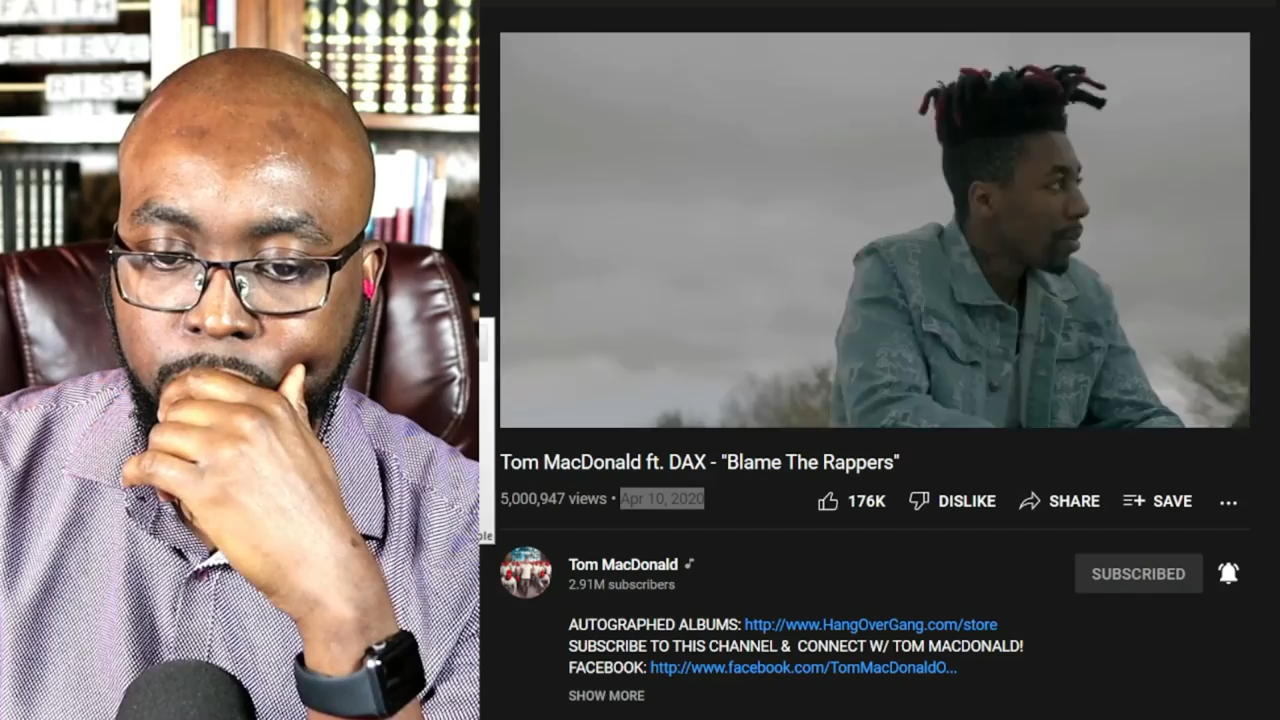 FAITH
BELIEVE
RISE
Tom MacDonald ft. DAX - "Blame The Rappers"
5,000,947 views • Apr 10, 2020
176K DISLIKE SHARE SAVE ...
Tom MacDonald
2.91M subscribers
SUBSCRIBED
AUTOGRAPHED ALBUMS: http://www.HangOverGang.com/store
SUBSCRIBE TO THIS CHANNEL & CONNECT W/ TOM MACDONALD!
FACEBOOK: http://www.facebook.com/TomMacDonaldO...
SHOW MORE